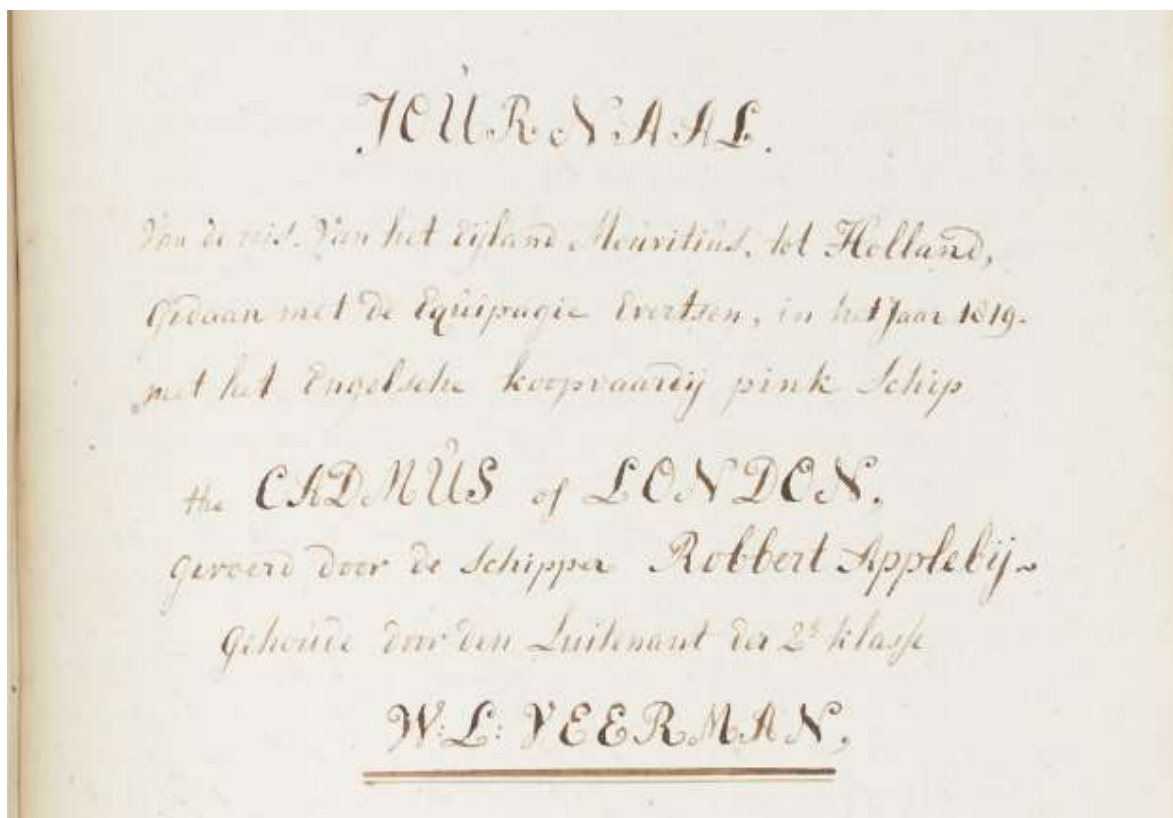 JOURNAAL.
Van de reis. Van het Eijland Mauritius, tot Holland,
Gedaan met de Equipagie Evertsen, in het Jaar 1819.
met het Engelsche koopvaardij pink Schip
the CADMUS of LONDON,
gevoerd door de Schipper Robbert Applebij~
Gehoude door den Luitenant der 2e klasse
W: L: VEERMAN,